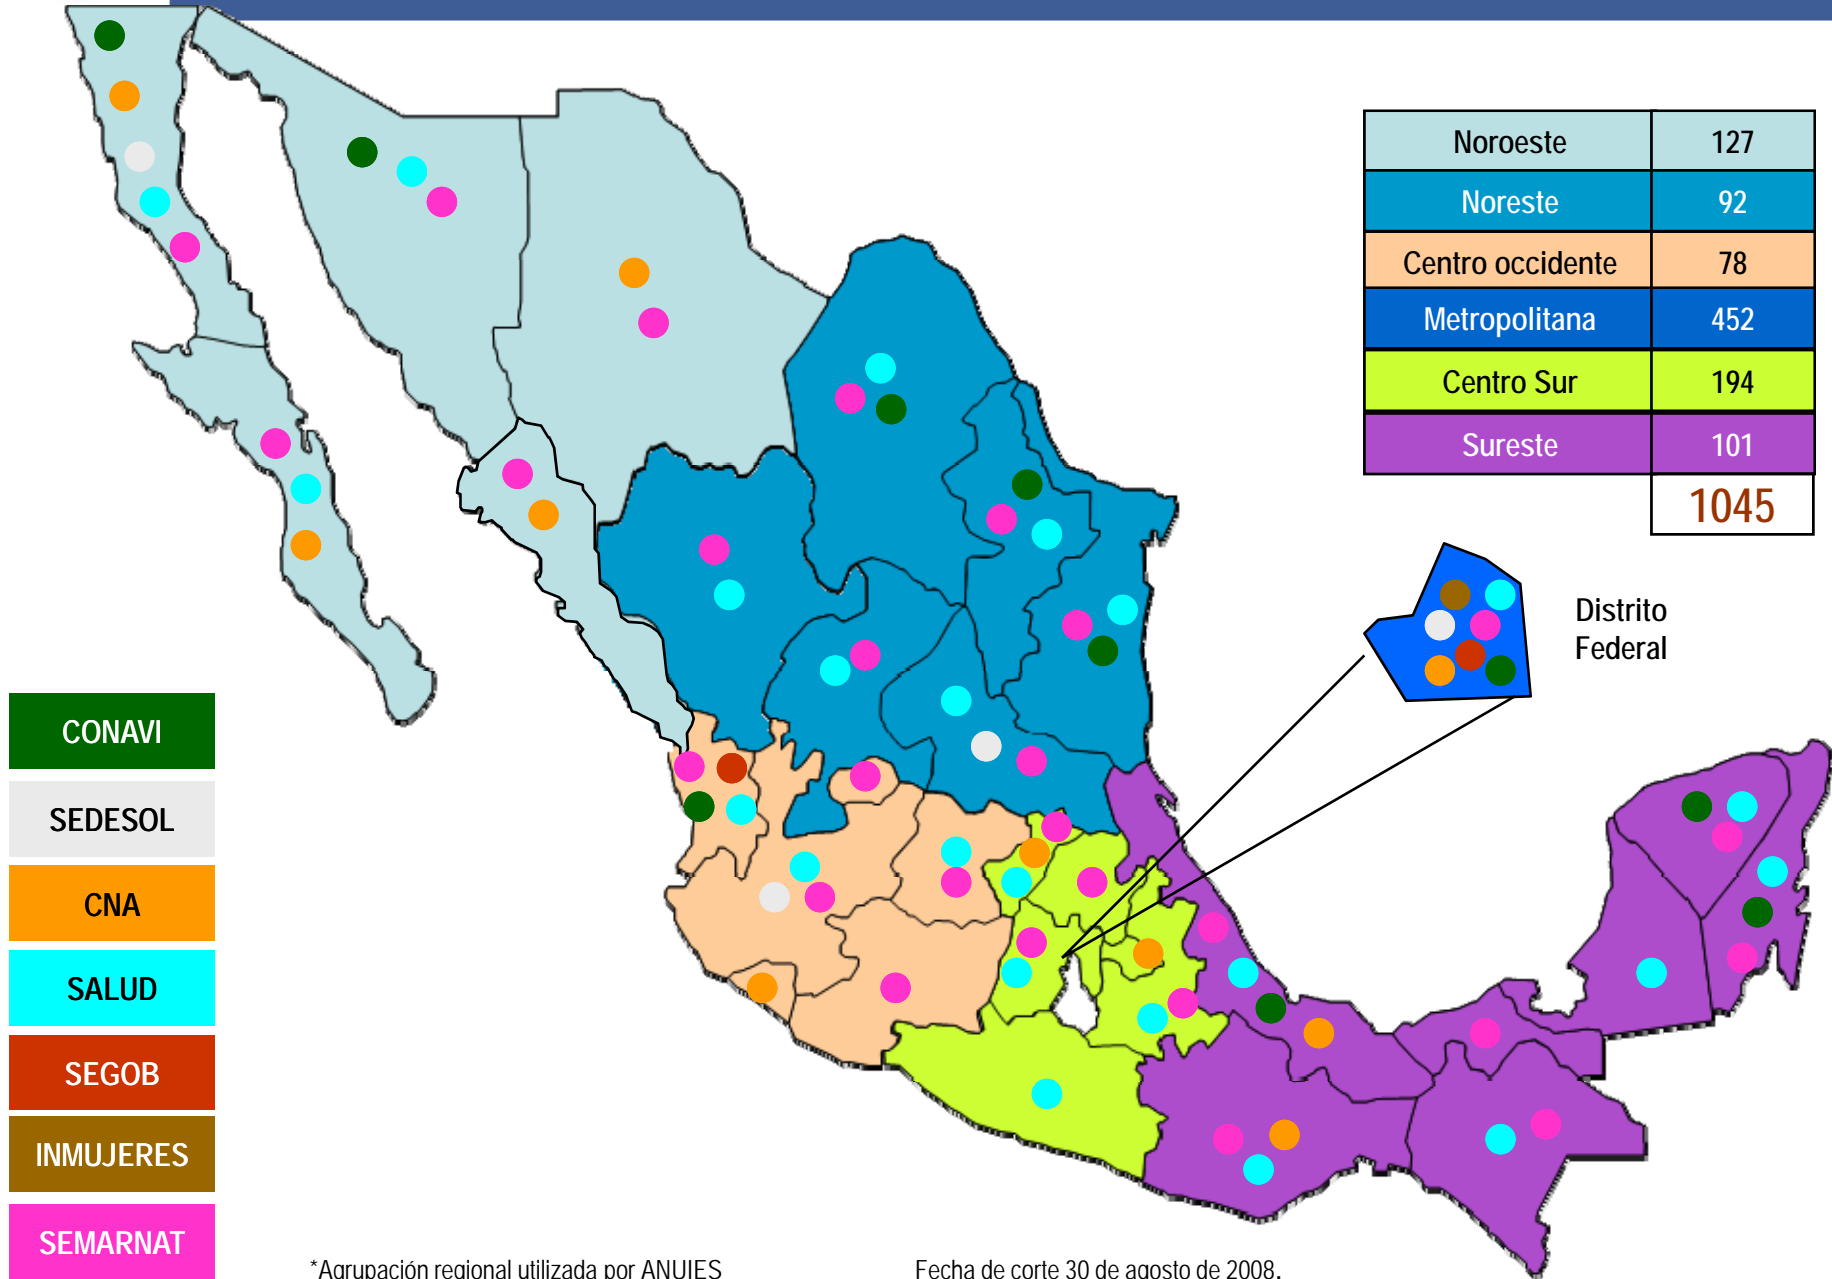 Noroeste 127
Noreste 92
Centro occidente 78
Metropolitana 452
Centro Sur 194
Sureste 101
1045
Distrito
Federal
CONAVI
SEDESOL
CNA
SALUD
SEGOB
INMUJERES
SEMARNAT
*Agrupación regional utilizada por ANUIES
Fecha de corte 30 de agosto de 2008.